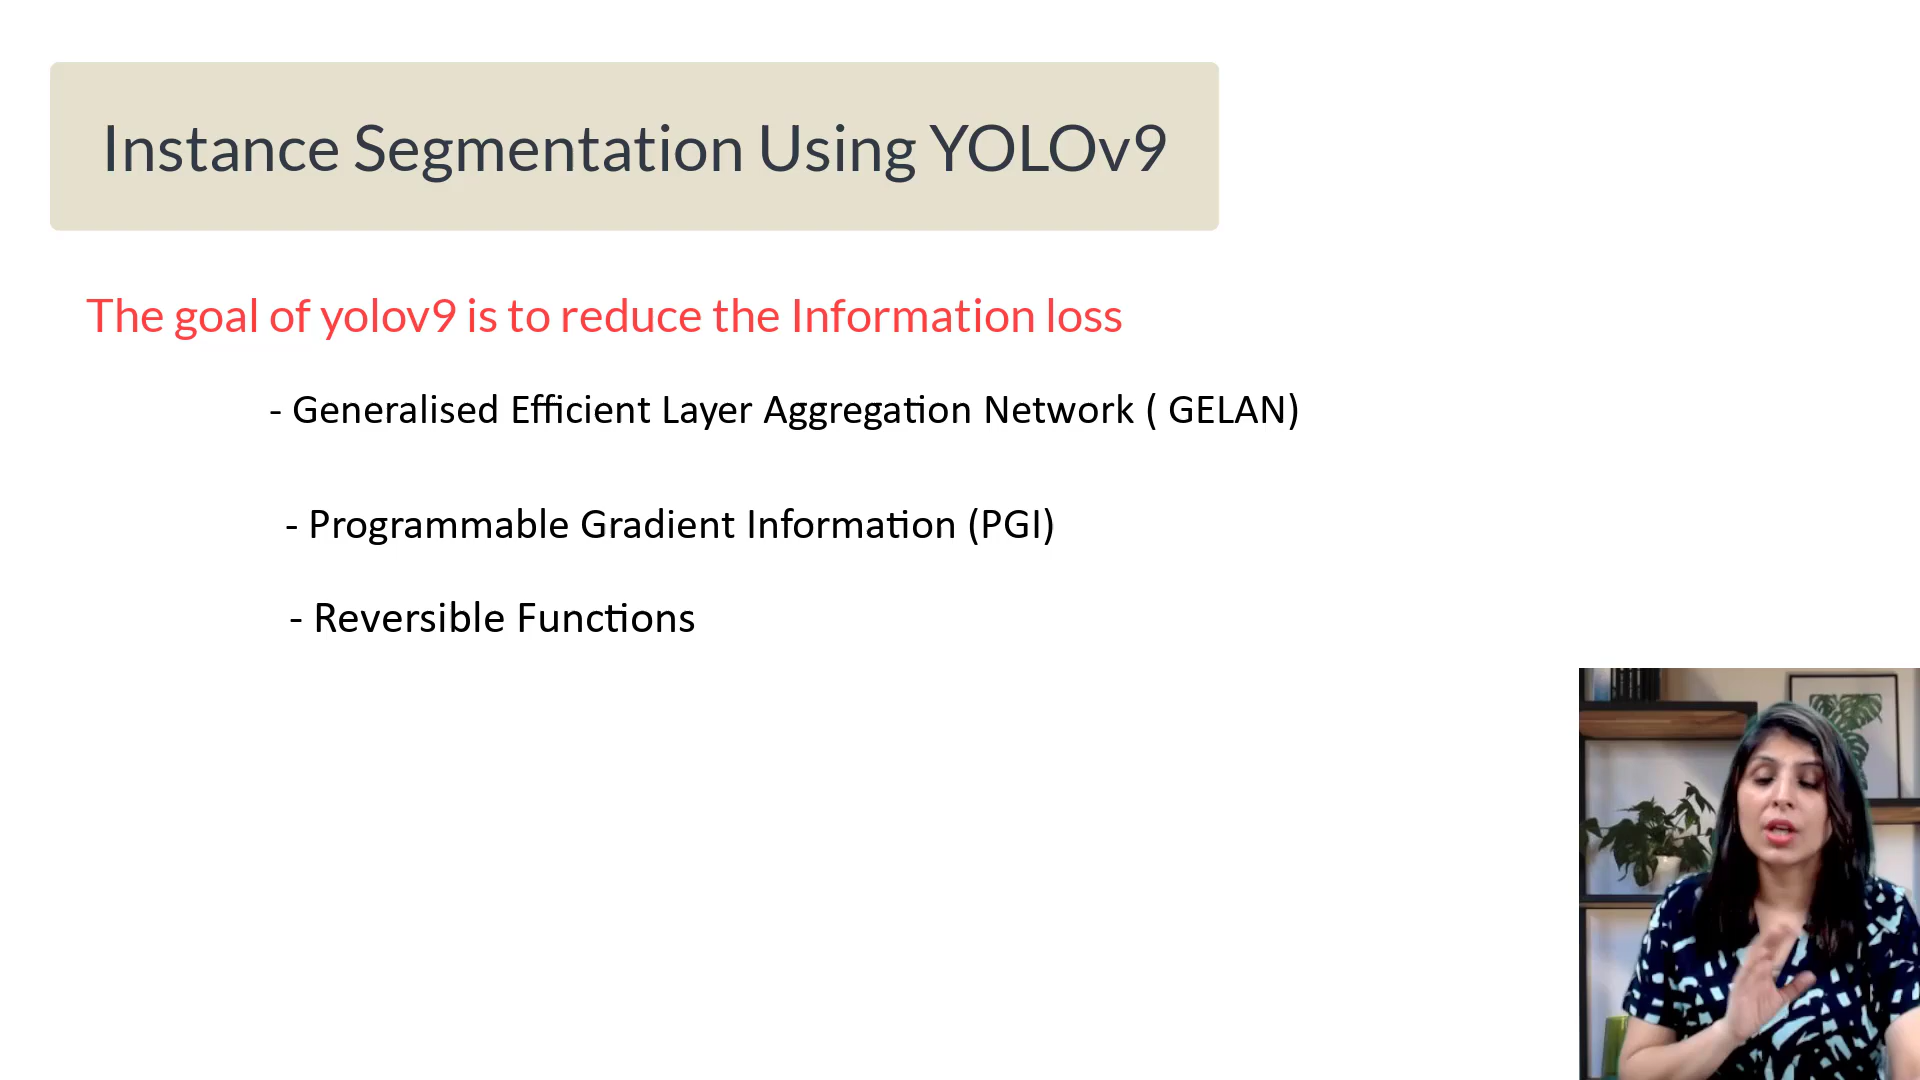 Instance Segmentation Using YOLOv9
The goal of yolov9 is to reduce the Information loss
- Generalised Efficient Layer Aggregation Network ( GELAN)
- Programmable Gradient Information (PGI)
- Reversible Functions